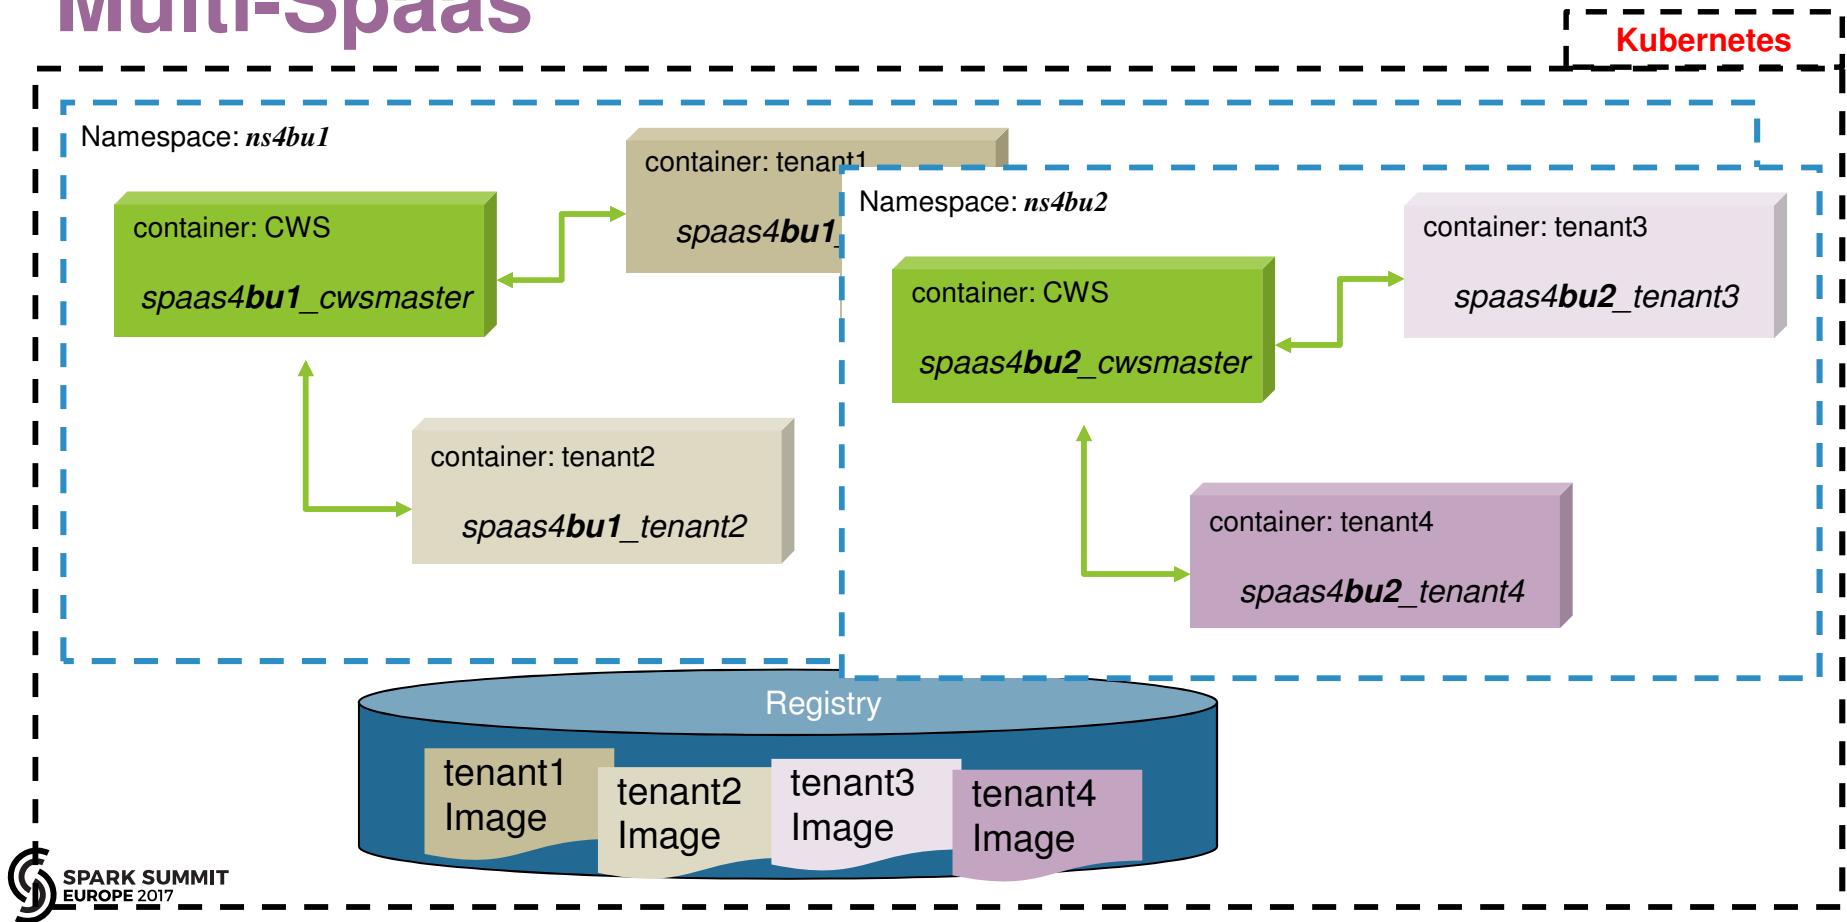 Multi-Spaas
Kubernetes
Namespace: ns4bu1
container: tenant1
spaas4bu1_
container: CWS
spaas4bu1_cwsmaster
container: tenant2
spaas4bu1_tenant2
Namespace: ns4bu2
container: tenant3
spaas4bu2_tenant3
container: CWS
spaas4bu2_cwsmaster
container: tenant4
spaas4bu2_tenant4
Registry
tenant1
Image
tenant2
Image
tenant3
Image
tenant4
Image
SPARK SUMMIT
EUROPE 2017